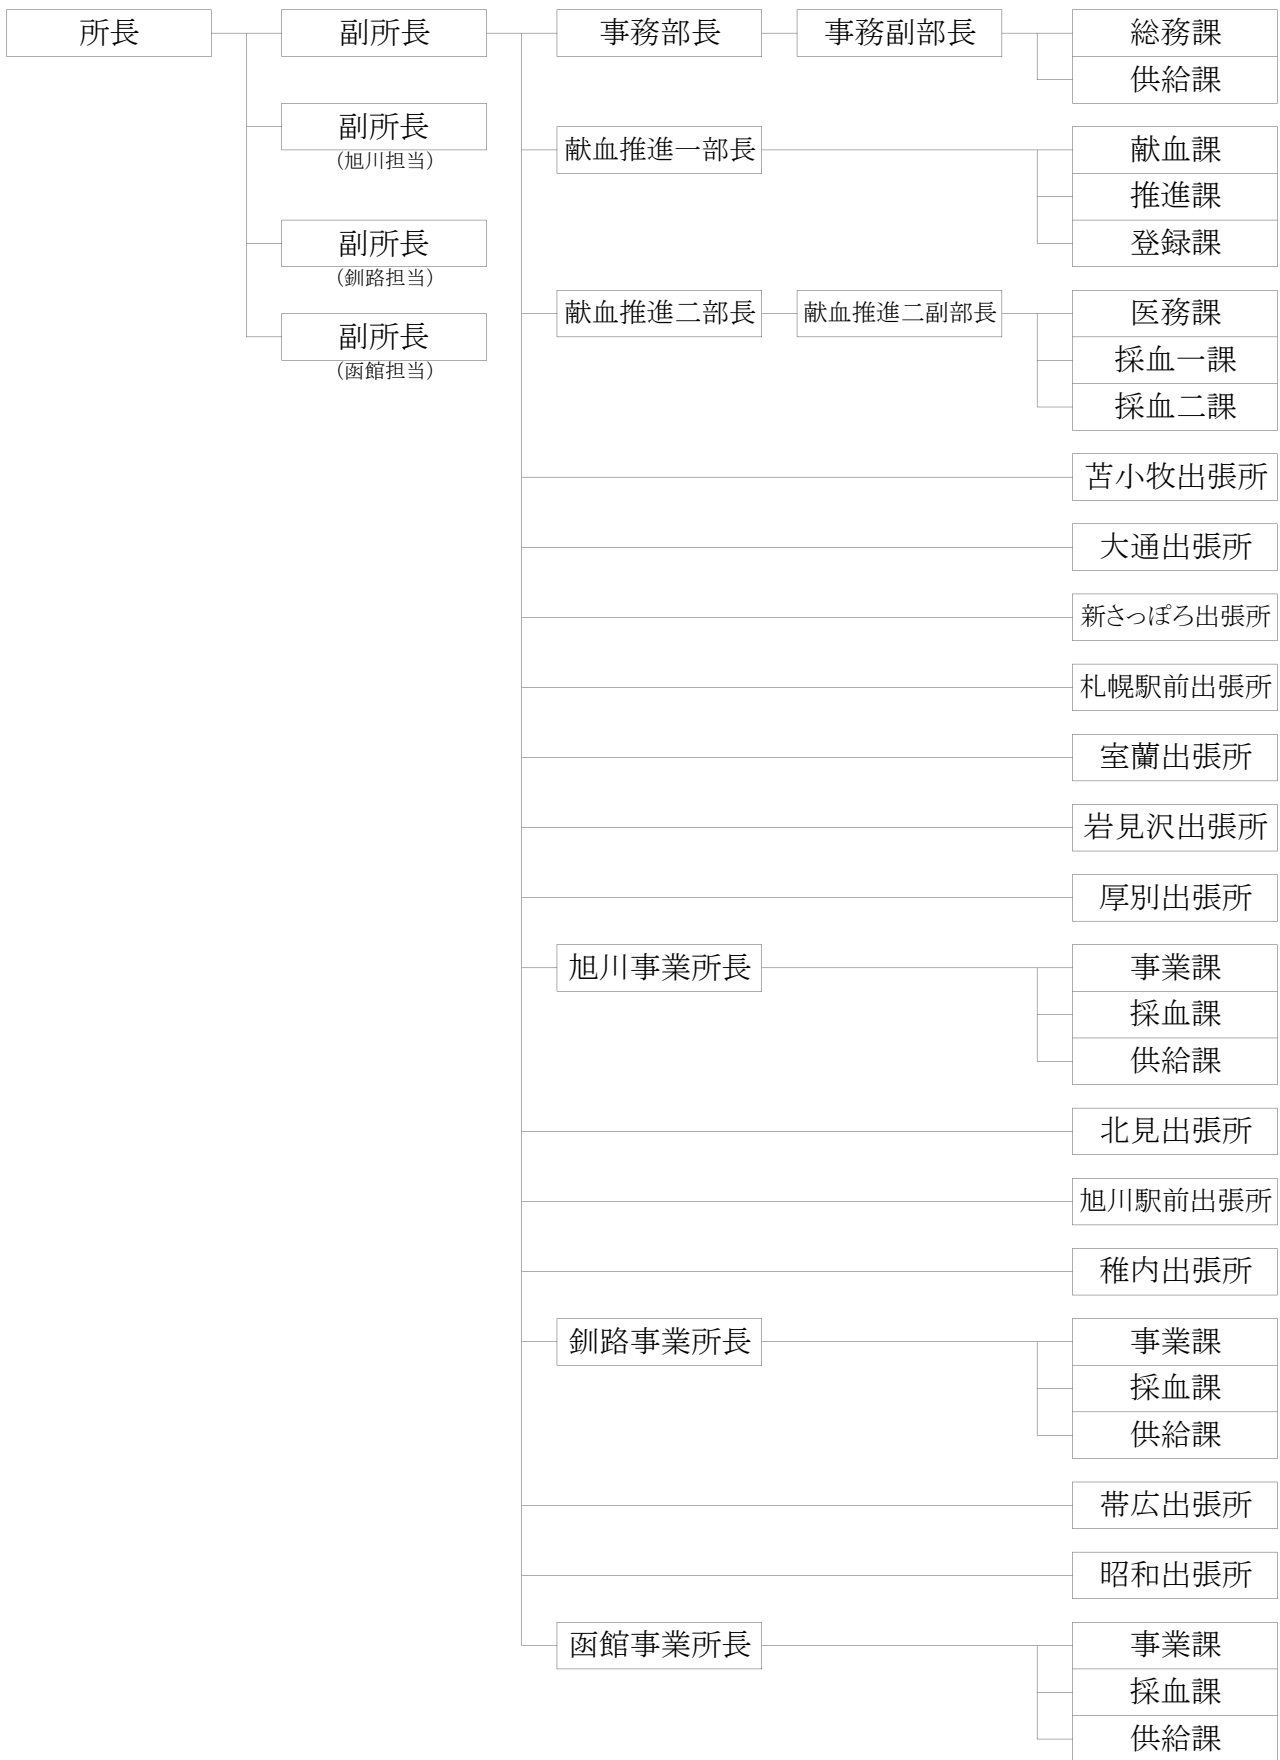 所長
副所長
事務部長
事務副部長
総務課
供給課
副所長
(旭川担当)
献血推進一部長
献血課
推進課
登録課
副所長
(釧路担当)
献血推進二部長
献血推進二副部長
医務課
採血一課
採血二課
副所長
(函館担当)
苫小牧出張所
大通出張所
新さっぽろ出張所
札幌駅前出張所
室蘭出張所
岩見沢出張所
厚別出張所
旭川事業所長
事業課
採血課
供給課
北見出張所
旭川駅前出張所
稚内出張所
釧路事業所長
事業課
採血課
供給課
帯広出張所
昭和出張所
函館事業所長
事業課
採血課
供給課